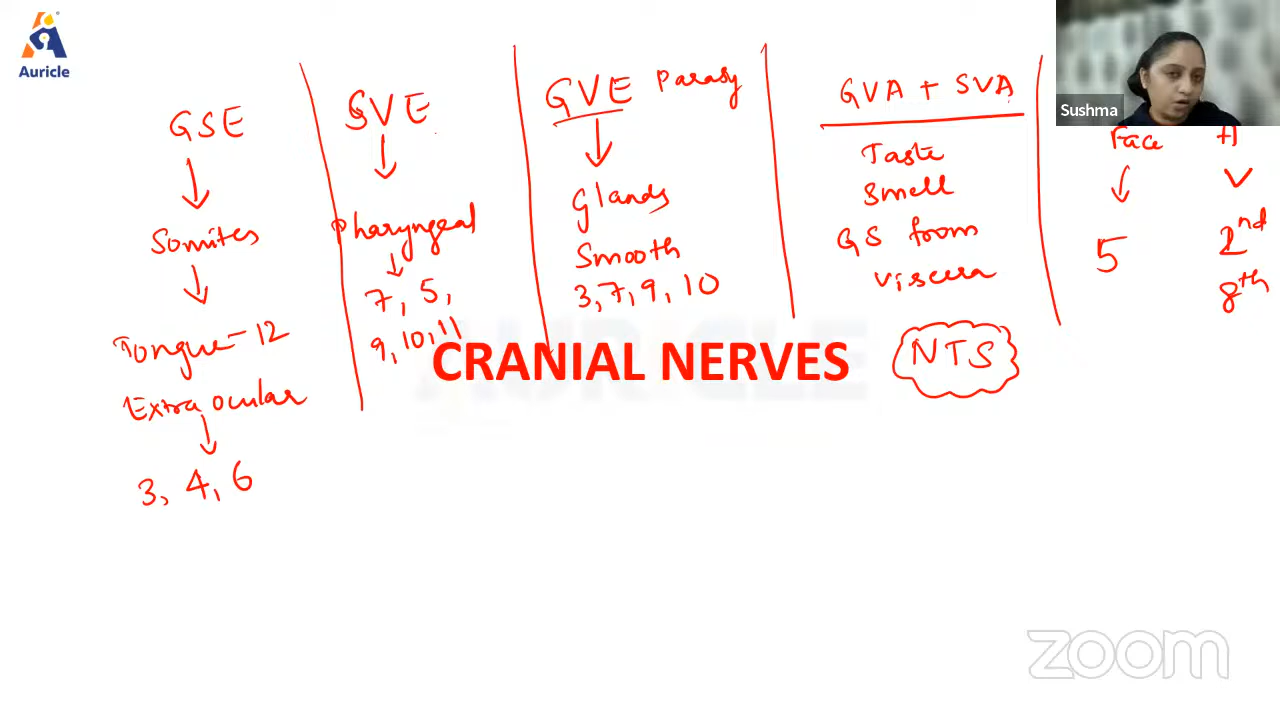 Auricle
GSE
Somites
Tongue - 12
Extra ocular
3, 4, 6
SVE
Pharyngeal
7, 5,
9, 10, 11
GVE Parasy
Glands
Smooth
3, 7, 9, 10
GVA + SVA
Taste
Smell
GS from
viscera
NTS
Sushma
Face
5
2nd
8th
CRANIAL NERVES
zoom